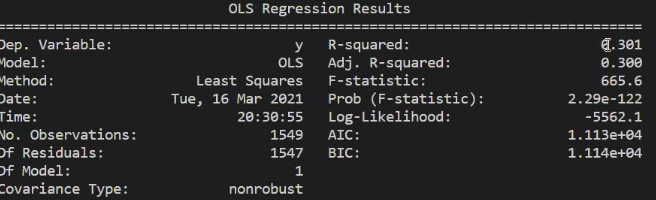 OLS Regression Results
==============================================================================
Dep. Variable: y R-squared: 0.301
Model: OLS Adj. R-squared: 0.300
Method: Least Squares F-statistic: 665.6
Date: Tue, 16 Mar 2021 Prob (F-statistic): 2.29e-122
Time: 20:30:55 Log-Likelihood: -5562.1
No. Observations: 1549 AIC: 1.113e+04
Df Residuals: 1547 BIC: 1.114e+04
Df Model: 1
Covariance Type: nonrobust